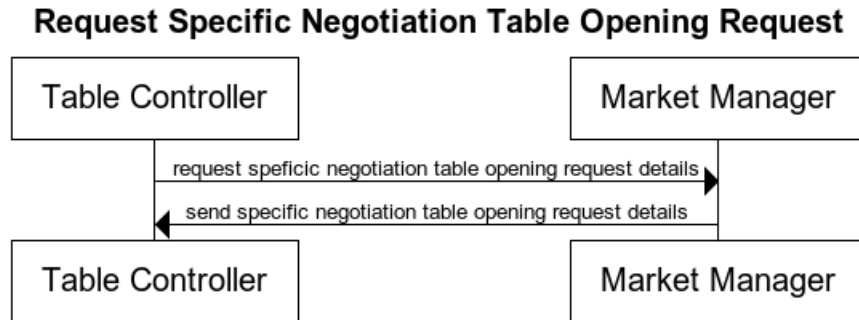 Request Specific Negotiation Table Opening Request
Table Controller
Market Manager
request speficic negotiation table opening request details
send specific negotiation table opening request details
Table Controller
Market Manager